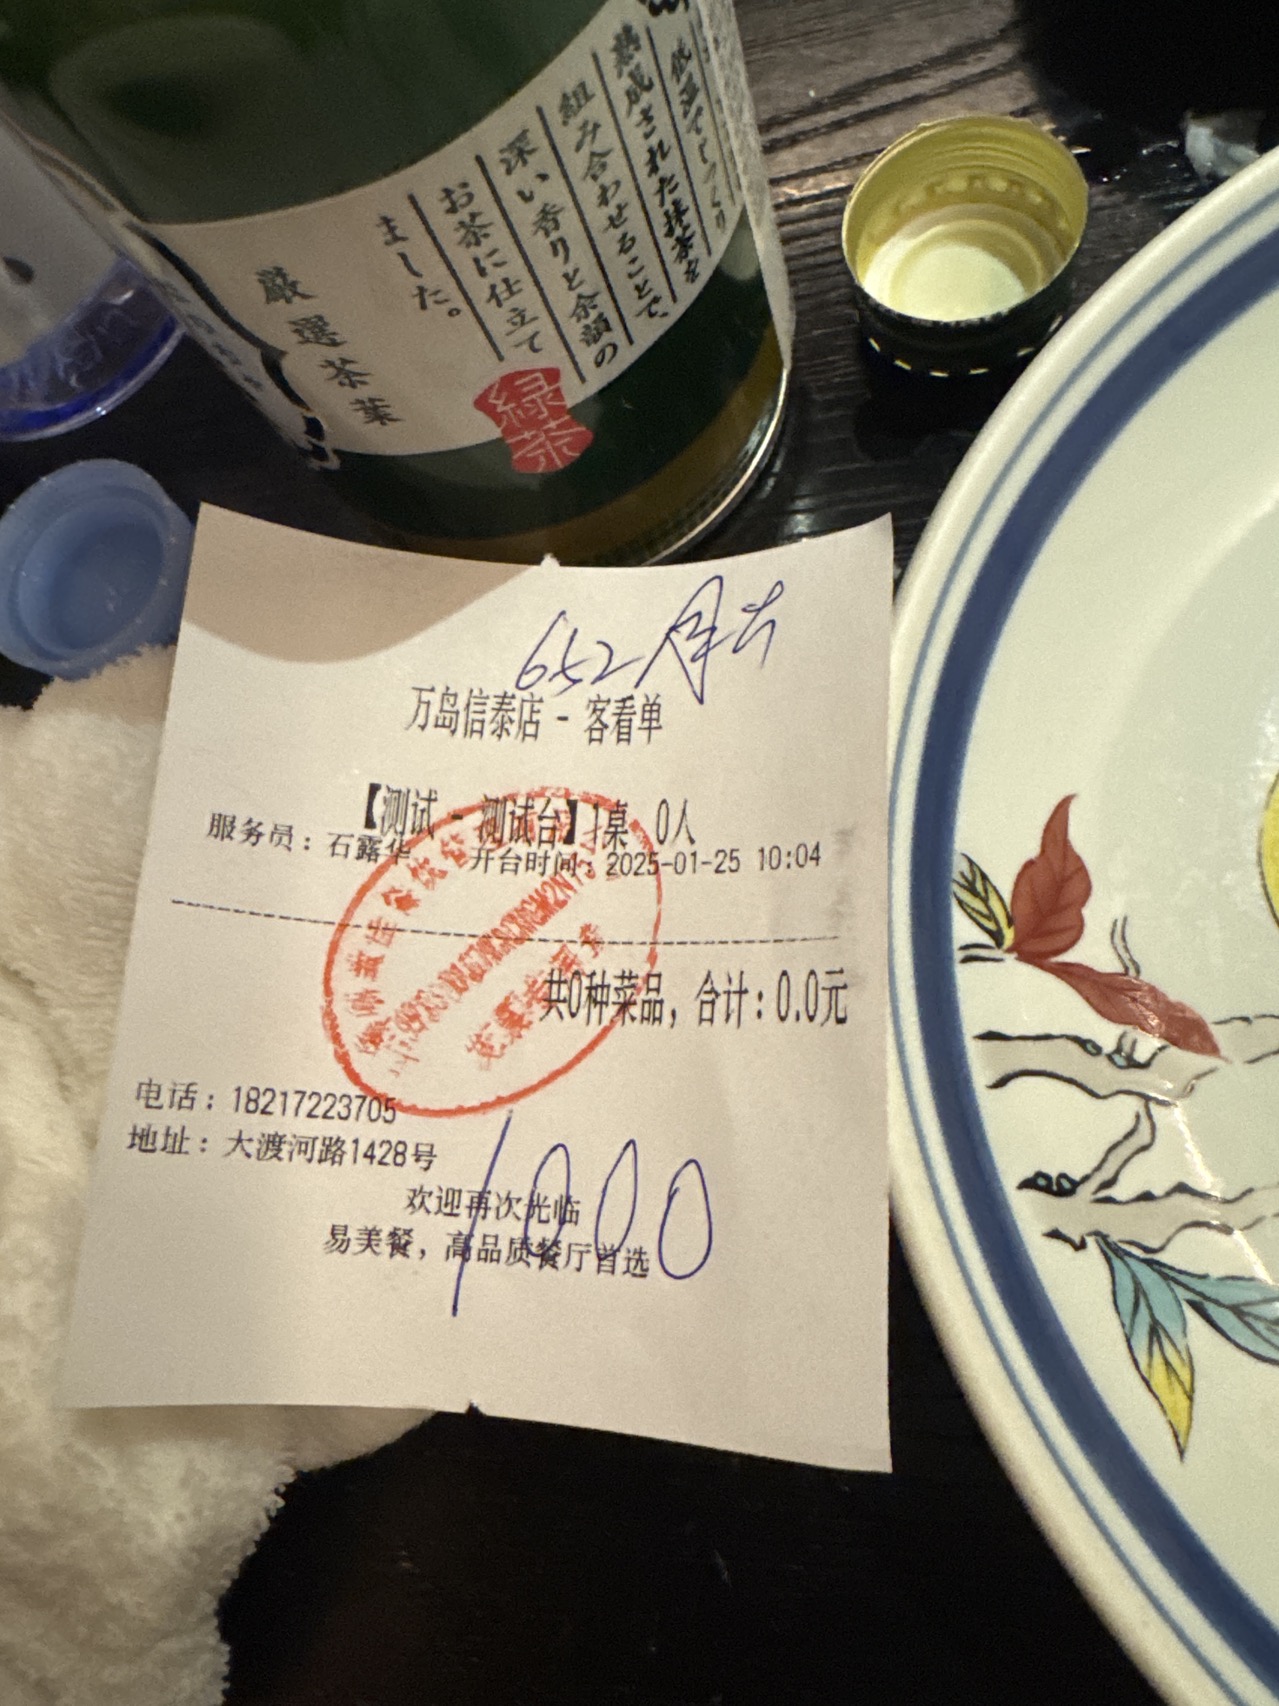 低温でじっくり
熟成された抹茶を
組み合わせることで、
深い香りと余韻の
お茶に仕立て
ました。
厳選茶葉
緑茶
652
万岛信泰店 - 客看单
【测试 - 测试台】1桌 0人
服务员：石露华 开台时间：2025-01-25 10:04
共0种菜品，合计：0.0元
电话：18217223705
地址：大渡河路1428号
1000
欢迎再次光临
易美餐，高品质餐厅首选